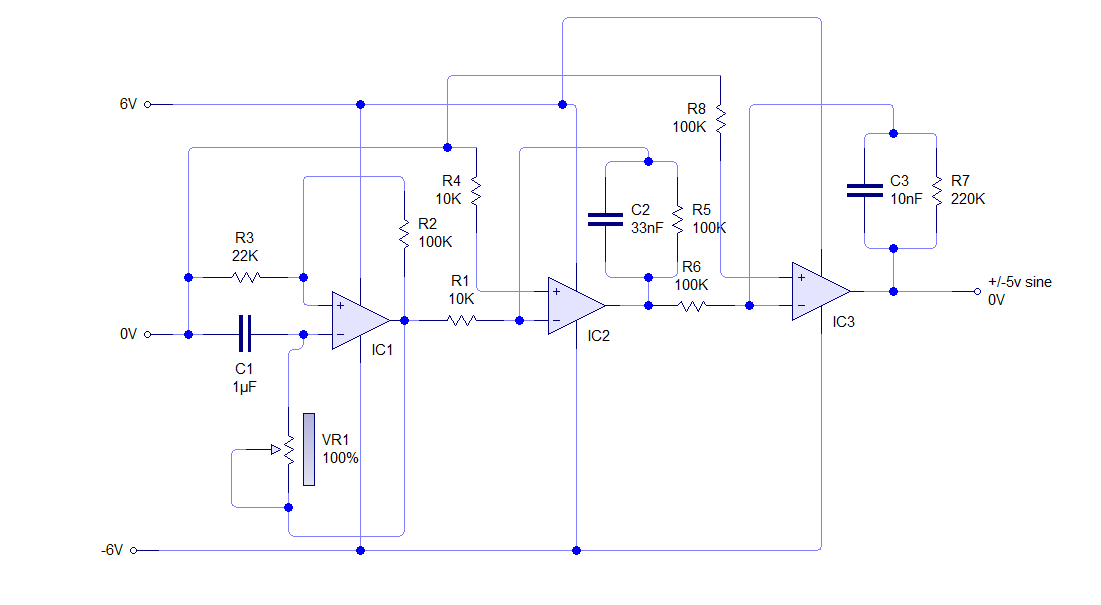 6V
R8
100K
R4
10K
C3
10nF
R7
220K
R2
100K
C2
33nF
R5
100K
R3
22K
R1
10K
R6
100K
+/-5v sine
0V
+
−
IC1
+
−
IC2
+
−
IC3
0V
C1
1µF
VR1
100%
-6V